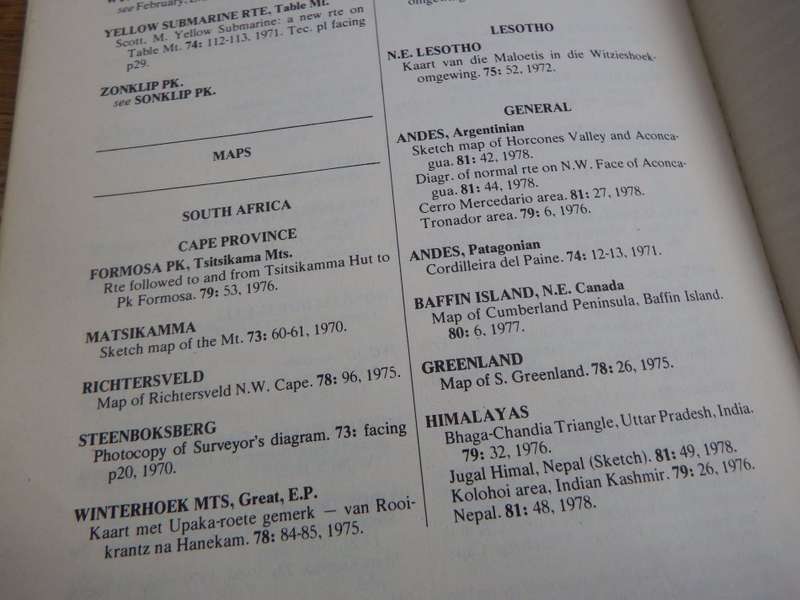 see February,
YELLOW SUBMARINE RTE, Table Mt.
Scott, M. Yellow Submarine: a new rte on
Table Mt. 74: 112-113, 1971. Tec. pl facing
p29.
ZONKLIP PK.
see SONKLIP PK.
MAPS
SOUTH AFRICA
CAPE PROVINCE
FORMOSA PK, Tsitsikama Mts.
Rte followed to and from Tsitsikamma Hut to
Pk Formosa. 79: 53, 1976.
MATSIKAMMA
Sketch map of the Mt. 73: 60-61, 1970.
RICHTERSVELD
Map of Richtersveld N.W. Cape. 78: 96, 1975.
STEENBOKSBERG
Photocopy of Surveyor's diagram. 73: facing
p20, 1970.
WINTERHOEK MTS, Great, E.P.
Kaart met Upaka-roete gemerk — van Rooi-
krantz na Hanekam. 78: 84-85, 1975.
omgewing.
LESOTHO
N.E. LESOTHO
Kaart van die Maloetis in die Witzieshoek-
omgewing. 75: 52, 1972.
GENERAL
ANDES, Argentinian
Sketch map of Horcones Valley and Aconca-
gua. 81: 42, 1978.
Diagr. of normal rte on N.W. Face of Aconca-
gua. 81: 44, 1978.
Cerro Mercedario area. 81: 27, 1978.
Tronador area. 79: 6, 1976.
ANDES, Patagonian
Cordilleira del Paine. 74: 12-13, 1971.
BAFFIN ISLAND, N.E. Canada
Map of Cumberland Peninsula, Baffin Island.
80: 6, 1977.
GREENLAND
Map of S. Greenland. 78: 26, 1975.
HIMALAYAS
Bhaga-Chandia Triangle, Uttar Pradesh, India.
79: 32, 1976.
Jugal Himal, Nepal (Sketch). 81: 49, 1978.
Kolohoi area, Indian Kashmir. 79: 26, 1976.
Nepal. 81: 48, 1978.